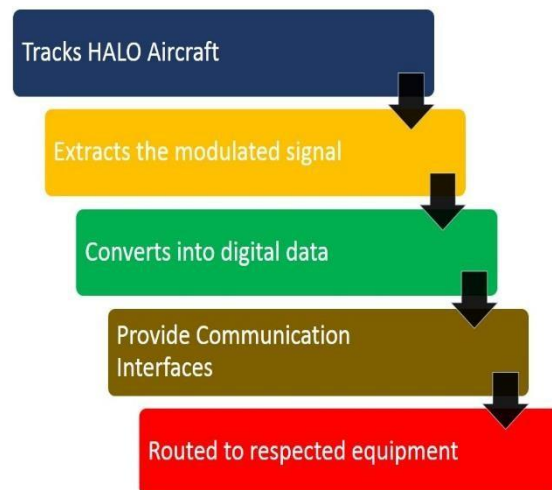 Tracks HALO Aircraft
Extracts the modulated signal
Converts into digital data
Provide Communication
Interfaces
Routed to respected equipment